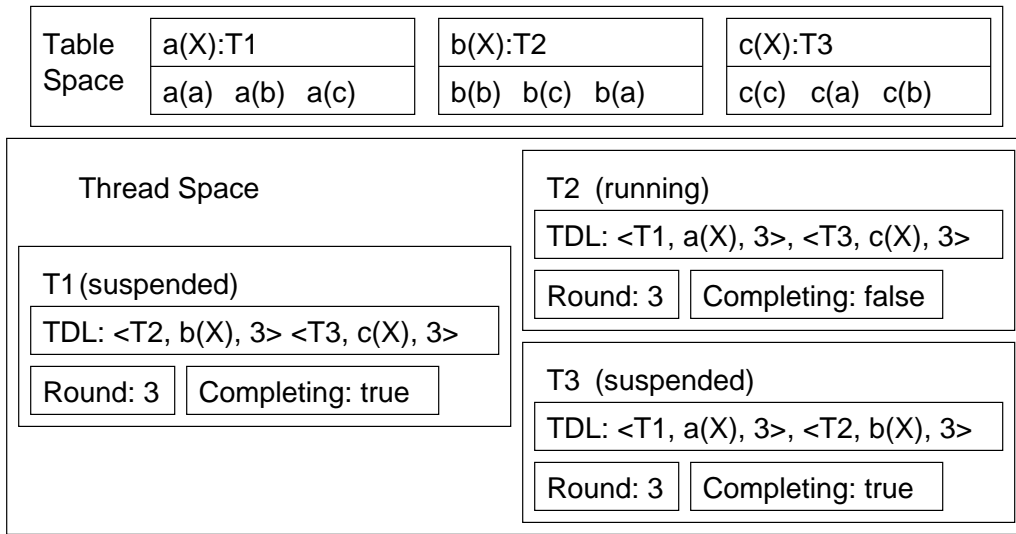 Table Space
a(X):T1
a(a) a(b) a(c)
b(X):T2
b(b) b(c) b(a)
c(X):T3
c(c) c(a) c(b)
Thread Space
T1 (suspended)
TDL: <T2, b(X), 3> <T3, c(X), 3>
Round: 3
Completing: true
T2 (running)
TDL: <T1, a(X), 3>, <T3, c(X), 3>
Round: 3
Completing: false
T3 (suspended)
TDL: <T1, a(X), 3>, <T2, b(X), 3>
Round: 3
Completing: true